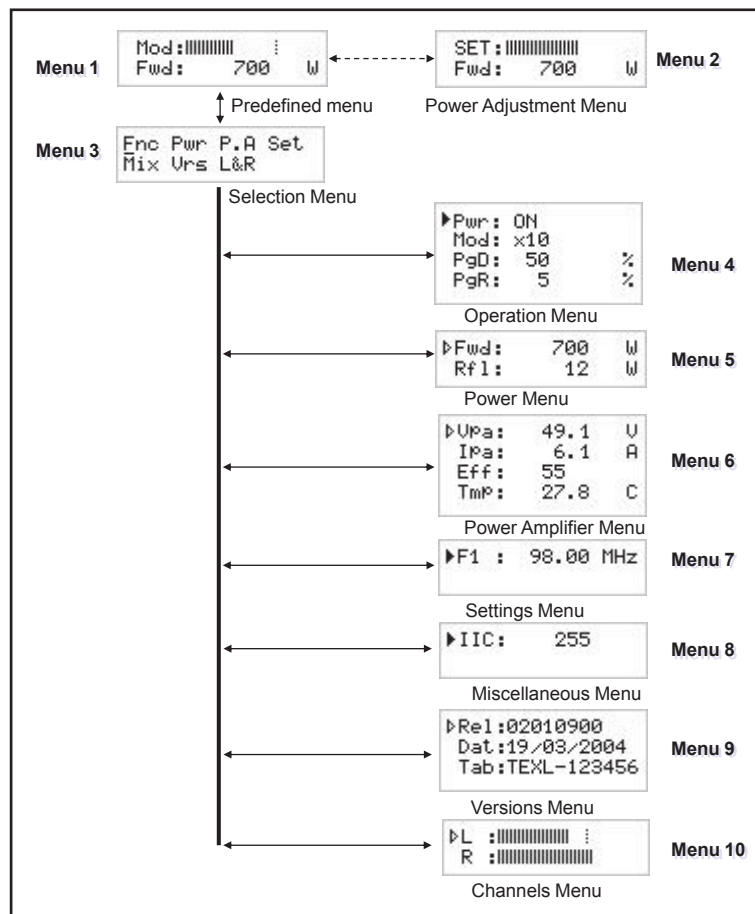 Menu 1
Mod:
Fwd: 700 W
SET:
Fwd: 700 W
Menu 2
Predefined menu
Power Adjustment Menu
Menu 3
Fnc Pwr P.A Set
Mix Vrs L&R
Selection Menu
Pwr: ON
Mod: x10
PgD: 50 %
PgR: 5 %
Menu 4
Operation Menu
Fwd: 700 W
Rfl: 12 W
Menu 5
Power Menu
VPa: 49.1 V
IPa: 6.1 A
Eff: 55
TmP: 27.8 C
Menu 6
Power Amplifier Menu
F1 : 98.00 MHz
Menu 7
Settings Menu
IIC: 255
Menu 8
Miscellaneous Menu
Rel:02010900
Dat:19/03/2004
Tab:TEXL-123456
Menu 9
Versions Menu
L :
R :
Menu 10
Channels Menu